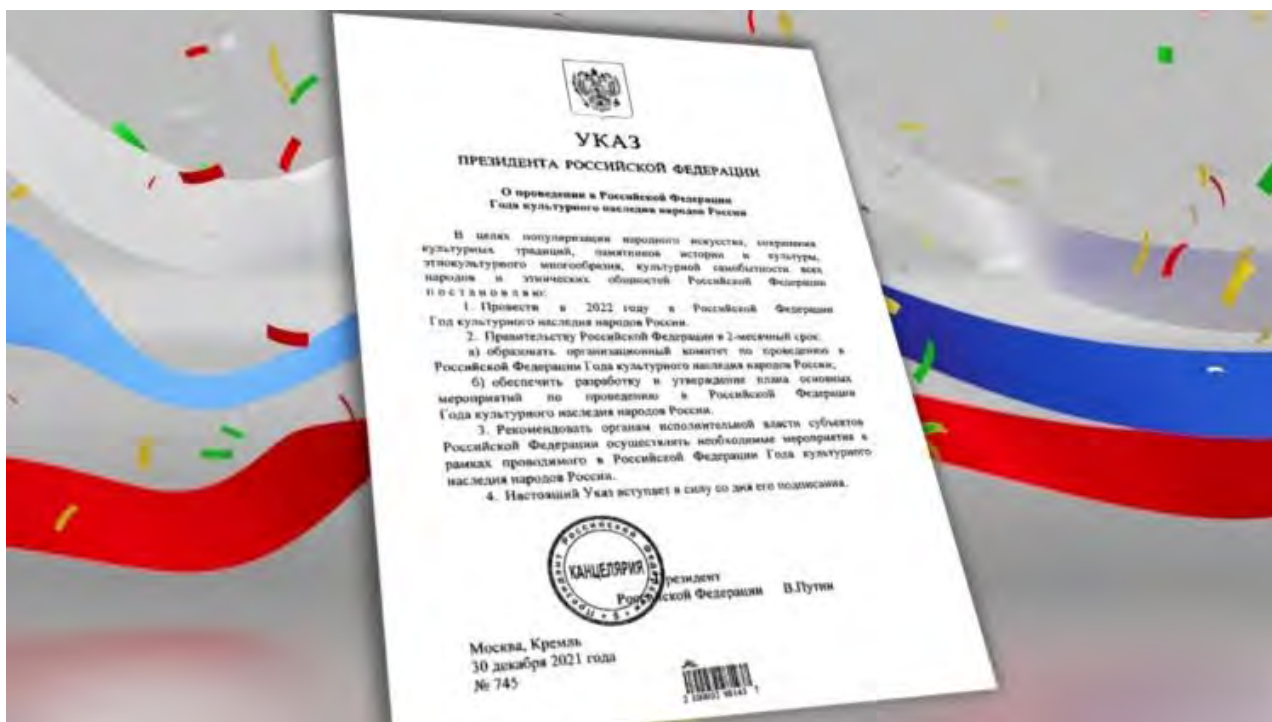 УКАЗ
ПРЕЗИДЕНТА РОССИЙСКОЙ ФЕДЕРАЦИИ
О проведении в Российской Федерации
Года культурного наследия народов России
В целях популяризации народного искусства, сохранения
культурных традиций, памятников истории и культуры,
этнокультурного многообразия, культурной самобытности всех
народов и этнических общностей Российской Федерации
постановляю:
1. Провести в 2022 году в Российской Федерации
Год культурного наследия народов России.
2. Правительству Российской Федерации в 2-месячный срок:
а) образовать организационный комитет по проведению в
Российской Федерации Года культурного наследия народов России;
б) обеспечить разработку и утверждение плана основных
мероприятий по проведению в Российской Федерации
Года культурного наследия народов России.
3. Рекомендовать органам исполнительной власти субъектов
Российской Федерации осуществлять необходимые мероприятия в
рамках проводимого в Российской Федерации Года культурного
наследия народов России.
4. Настоящий Указ вступает в силу со дня его подписания.
Президент Российской Федерации
КАНЦЕЛЯРИЯ
* 5 *
Президент
Российской Федерации В.Путин
Москва, Кремль
30 декабря 2021 года
№ 745